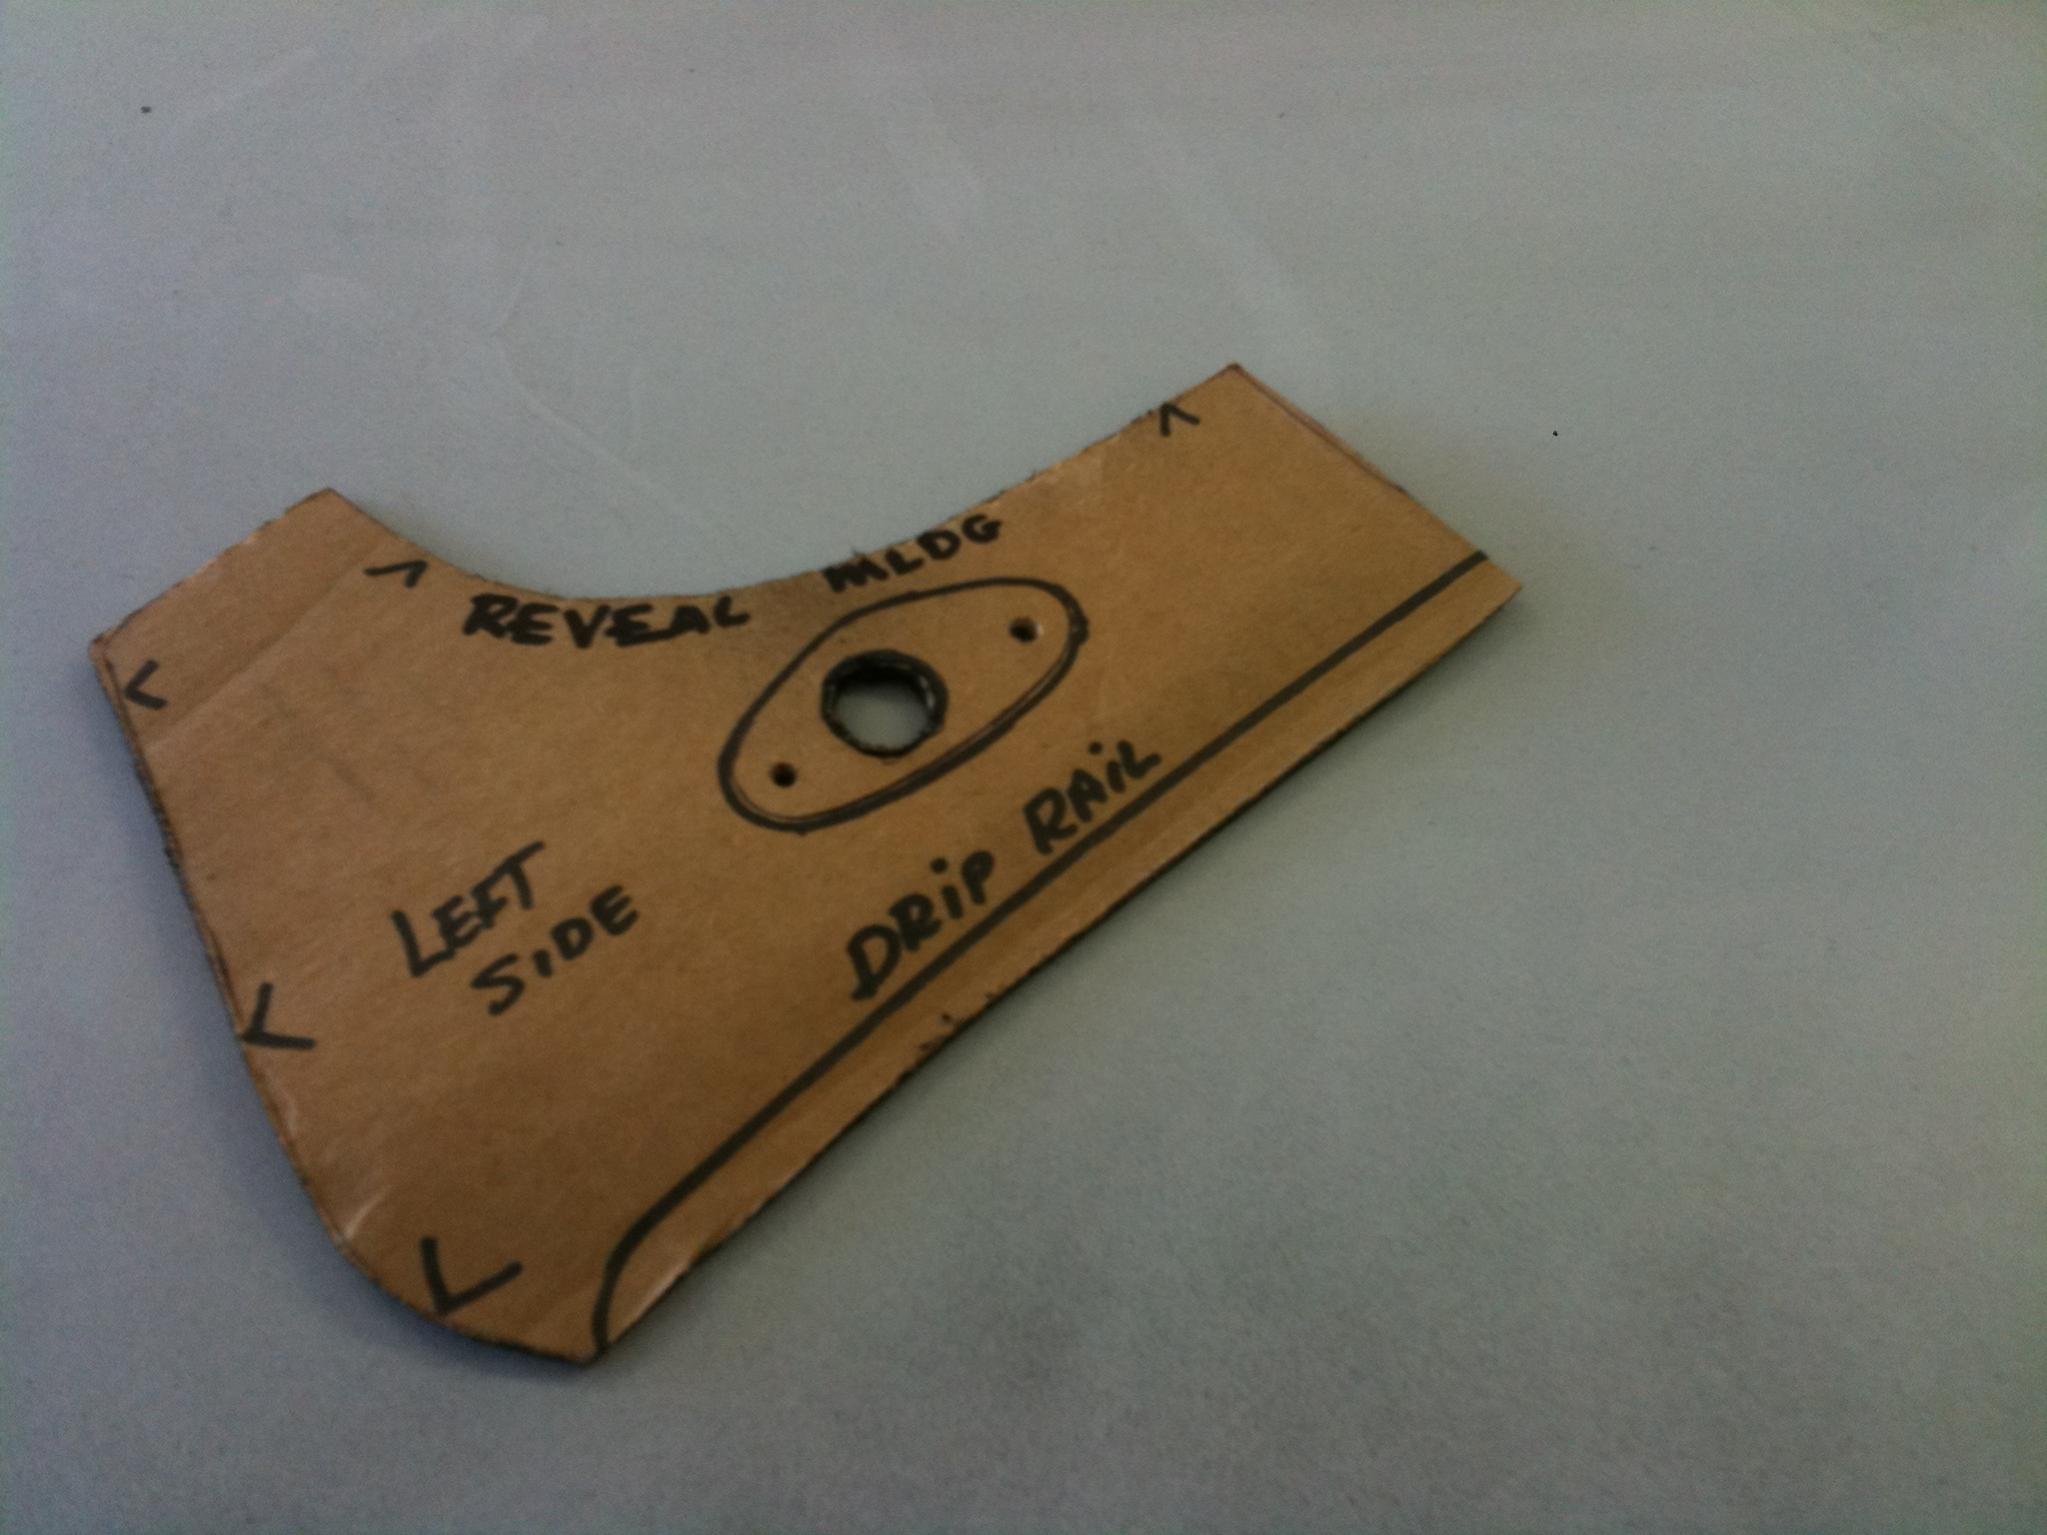 REVEAL MLDG
LEFT
SIDE
DRiP RAiL